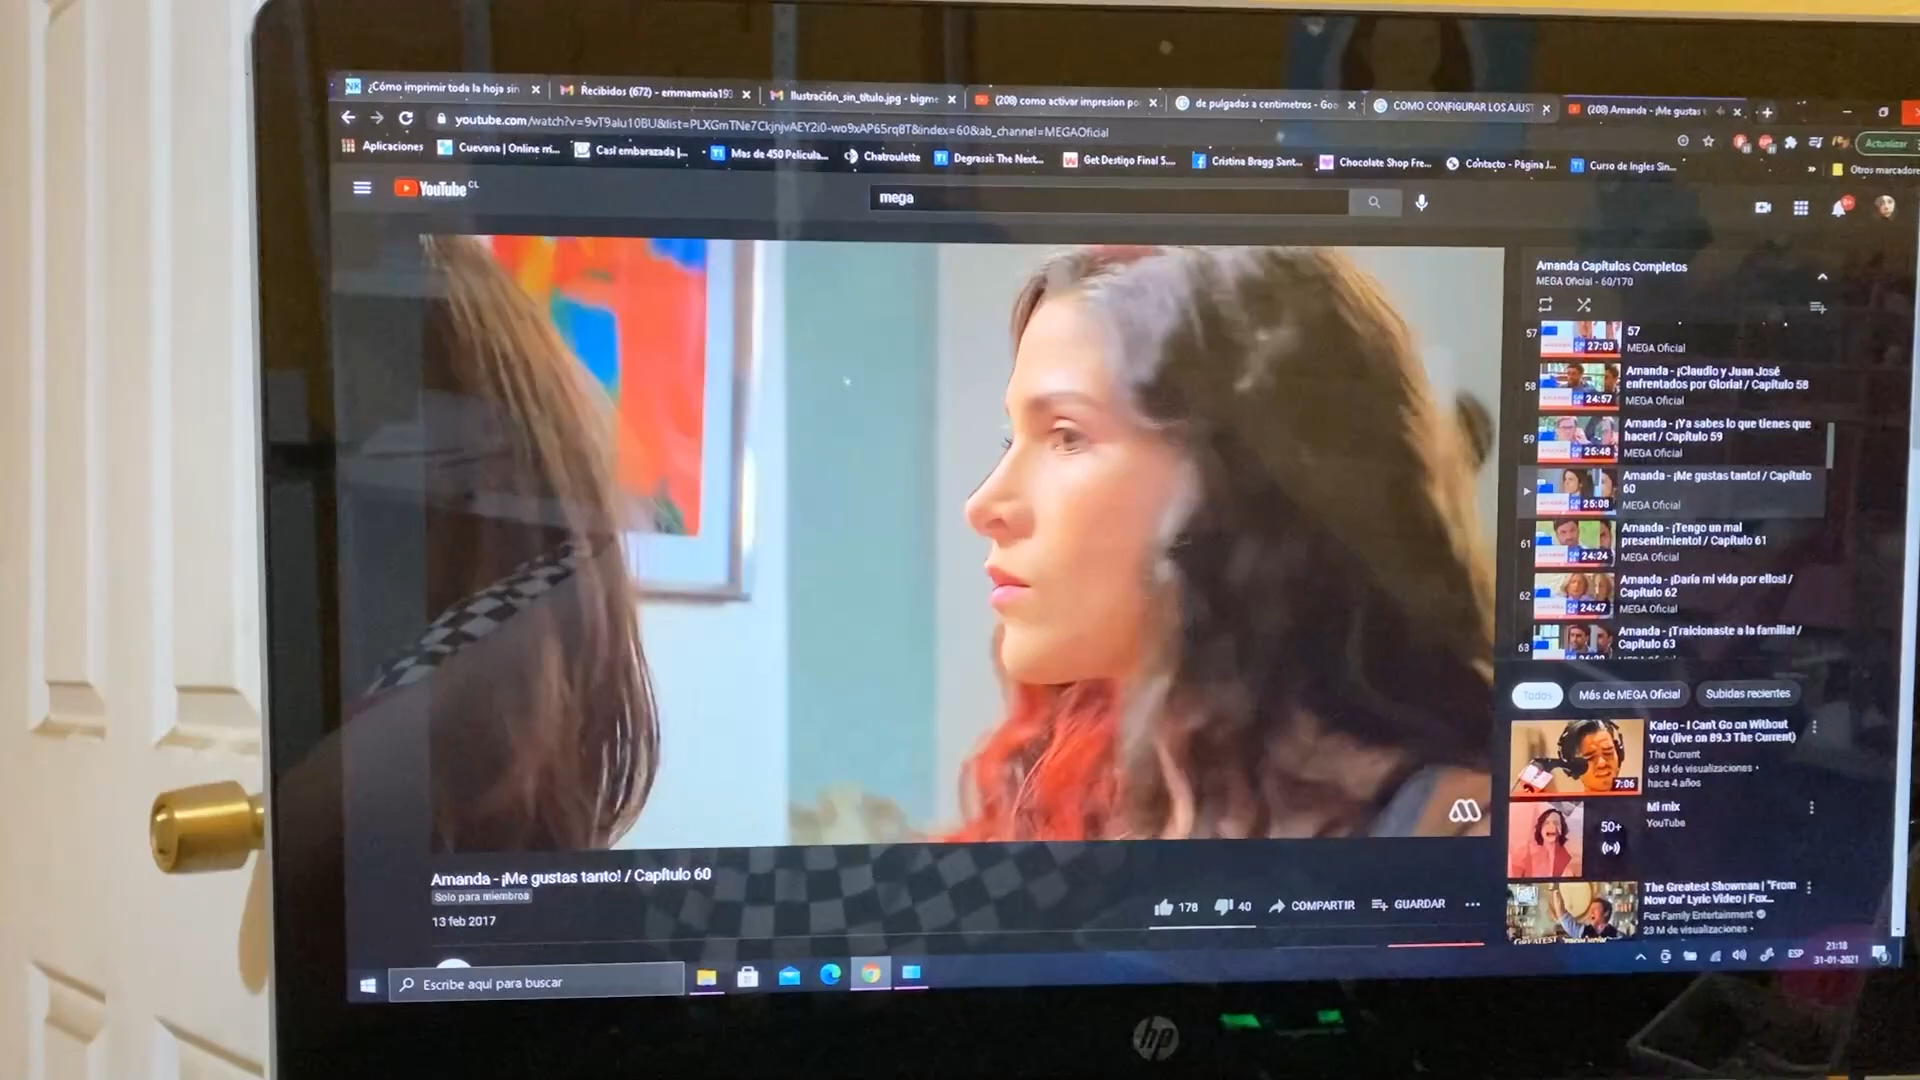 ¿Cómo imprimir toda la hoja sin
Recibidos (672) - emmamaria193
Ilustración_sin_título.jpg - bigme
(208) como activar impresion po
de pulgadas a centimetros - Goo
COMO CONFIGURAR LOS AJUST
(208) Amanda - ¡Me gustas t
youtube.com/watch?v=9vT9alu10BU&list=PLXGmTNe7CkjnjvAEY2i0-wo9xAP65rqBT&index=60&ab_channel=MEGAOficial
Actualizar
Aplicaciones
Cuevana | Online m...
Casi embarazada |...
Mas de 450 Pelicula...
Chatroulette
Degrassi: The Next...
Get Destino Final 5....
Cristina Bragg Sant...
Chocolate Shop Fre...
Contacto - Página J...
Curso de Ingles Sin...
»
Otros marcadores
YouTube CL
mega
9+
Amanda Capítulos Completos
MEGA Oficial - 60/170
57
27:03
57
MEGA Oficial
58
24:57
Amanda - ¡Claudio y Juan José
enfrentados por Gloria! / Capítulo 58
MEGA Oficial
59
25:48
Amanda - ¡Ya sabes lo que tienes que
hacer! / Capítulo 59
MEGA Oficial
25:08
Amanda - ¡Me gustas tanto! / Capítulo
60
MEGA Oficial
61
24:24
Amanda - ¡Tengo un mal
presentimiento! / Capítulo 61
MEGA Oficial
62
24:47
Amanda - ¡Daría mi vida por ellos! /
Capítulo 62
MEGA Oficial
63
Amanda - ¡Traicionaste a la familia! /
Capítulo 63
Todos
Más de MEGA Oficial
Subidas recientes
Kaleo - I Can't Go on Without
You (live on 89.3 The Current)
The Current
63 M de visualizaciones •
hace 4 años
7:06
Mi mix
YouTube
50+
The Greatest Showman | "From
Now On" Lyric Video | Fox...
Fox Family Entertainment
23 M de visualizaciones •
Amanda - ¡Me gustas tanto! / Capítulo 60
Solo para miembros
13 feb 2017
178
40
COMPARTIR
GUARDAR
Escribe aquí para buscar
ESP
21:18
31-01-2021
hp